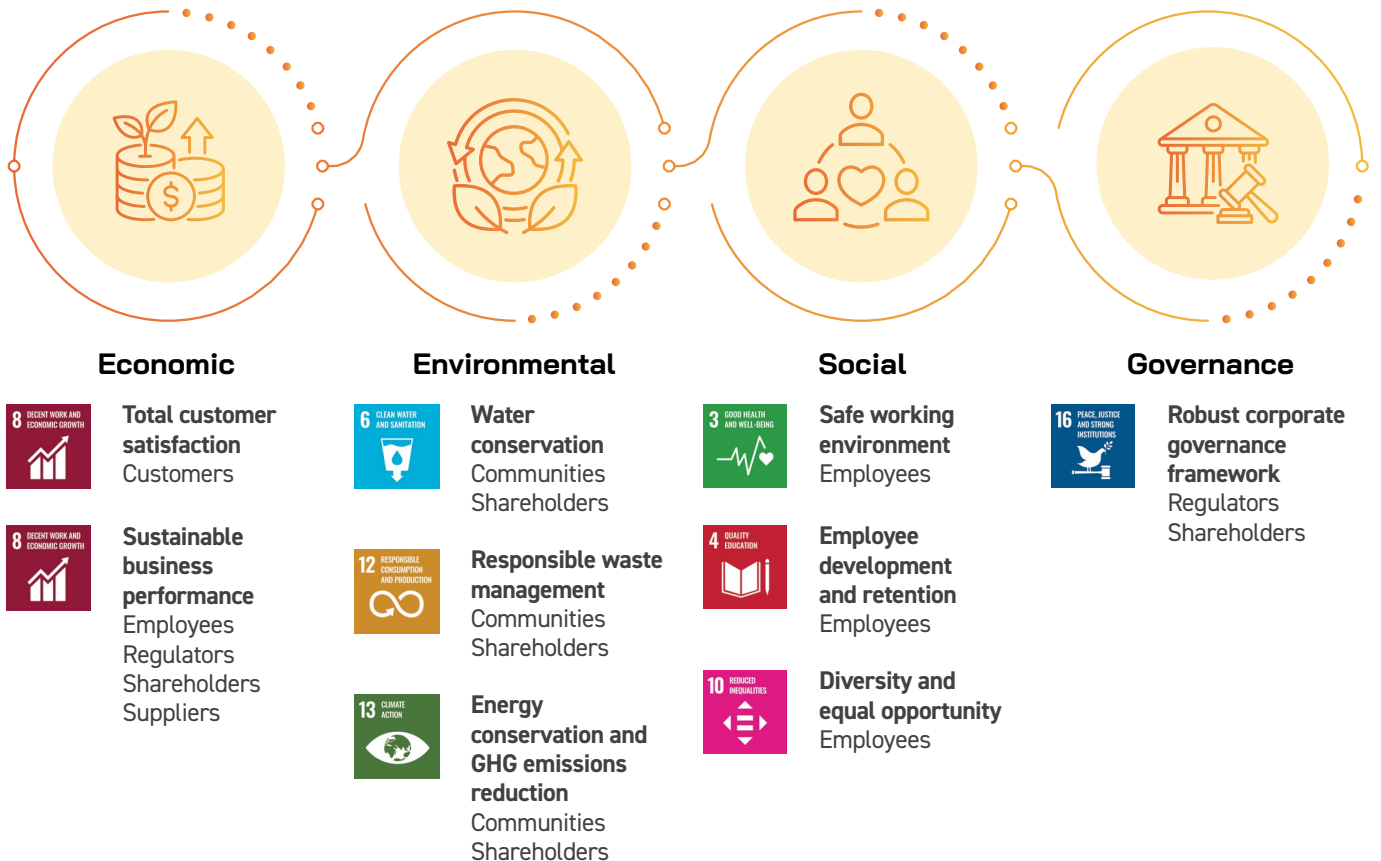 Economic
8 DECENT WORK AND
ECONOMIC GROWTH
Total customer
satisfaction
Customers
8 DECENT WORK AND
ECONOMIC GROWTH
Sustainable
business
performance
Employees
Regulators
Shareholders
Suppliers
Environmental
6 CLEAN WATER
AND SANITATION
Water
conservation
Communities
Shareholders
12 RESPONSIBLE
CONSUMPTION
AND PRODUCTION
Responsible waste
management
Communities
Shareholders
13 CLIMATE
ACTION
Energy
conservation and
GHG emissions
reduction
Communities
Shareholders
Social
3 GOOD HEALTH
AND WELL-BEING
Safe working
environment
Employees
4 QUALITY
EDUCATION
Employee
development
and retention
Employees
10 REDUCED
INEQUALITIES
Diversity and
equal opportunity
Employees
Governance
16 PEACE, JUSTICE
AND STRONG
INSTITUTIONS
Robust corporate
governance
framework
Regulators
Shareholders